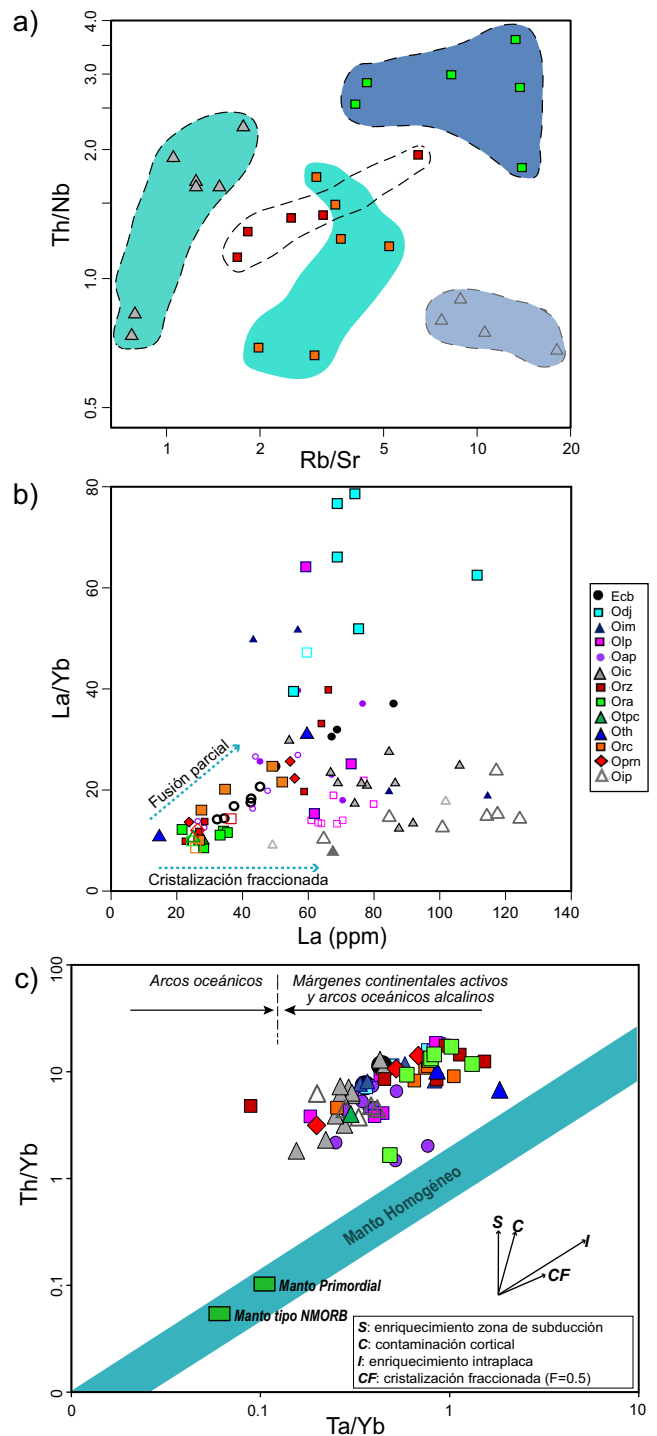 a)
Th/Nb
4.0
3.0
2.0
1.0
0.5
1
2
5
10
20
Rb/Sr
b)
La/Yb
80
60
40
20
0
Fusión parcial
Cristalización fraccionada
0
20
40
60
80
100
120
140
La (ppm)
Ecb
Odj
Oim
Olp
Oap
Oic
Orz
Ora
Otpc
Oth
Orc
Oprn
Oip
c)
Th/Yb
100
10
1
0.1
0
Arcos oceánicos
Márgenes continentales activos
y arcos oceánicos alcalinos
Manto Homogéneo
Manto Primordial
Manto tipo NMORB
S
C
I
CF
S: enriquecimiento zona de subducción
C: contaminación cortical
I: enriquecimiento intraplaca
CF: cristalización fraccionada (F=0.5)
0
0.1
1
10
Ta/Yb